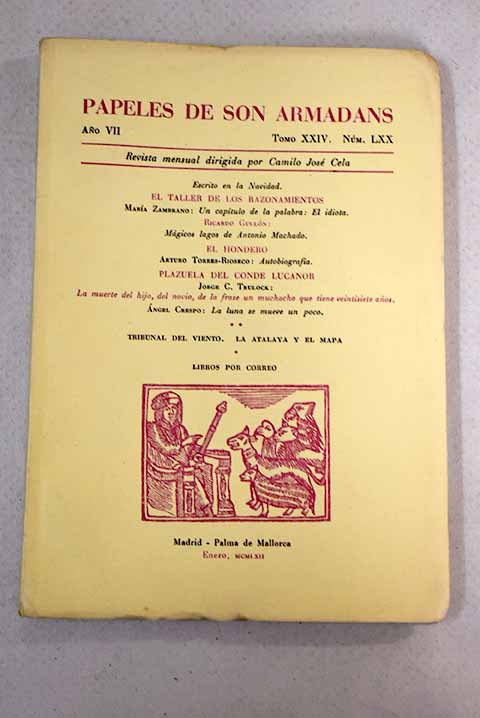 PAPELES DE SON ARMADANS
AÑO VII TOMO XXIV. NÚM. LXX
Revista mensual dirigida por Camilo José Cela
Escrito en la Navidad.
EL TALLER DE LOS RAZONAMIENTOS
MARÍA ZAMBRANO: Un capítulo de la palabra: El idiota.
RICARDO GULLÓN:
Mágicos lagos de Antonio Machado.
EL HONDERO
ARTURO TORRES-RIOSECO: Autobiografía.
PLAZUELA DEL CONDE LUCANOR
JORGE C. TRULOCK:
La muerte del hijo, del novio, de la frase un muchacho que tiene veintisiete años.
ÁNGEL CRESPO: La luna se mueve un poco.
* *
TRIBUNAL DEL VIENTO. LA ATALAYA Y EL MAPA
*
LIBROS POR CORREO
Madrid - Palma de Mallorca
Enero, MCMLXII